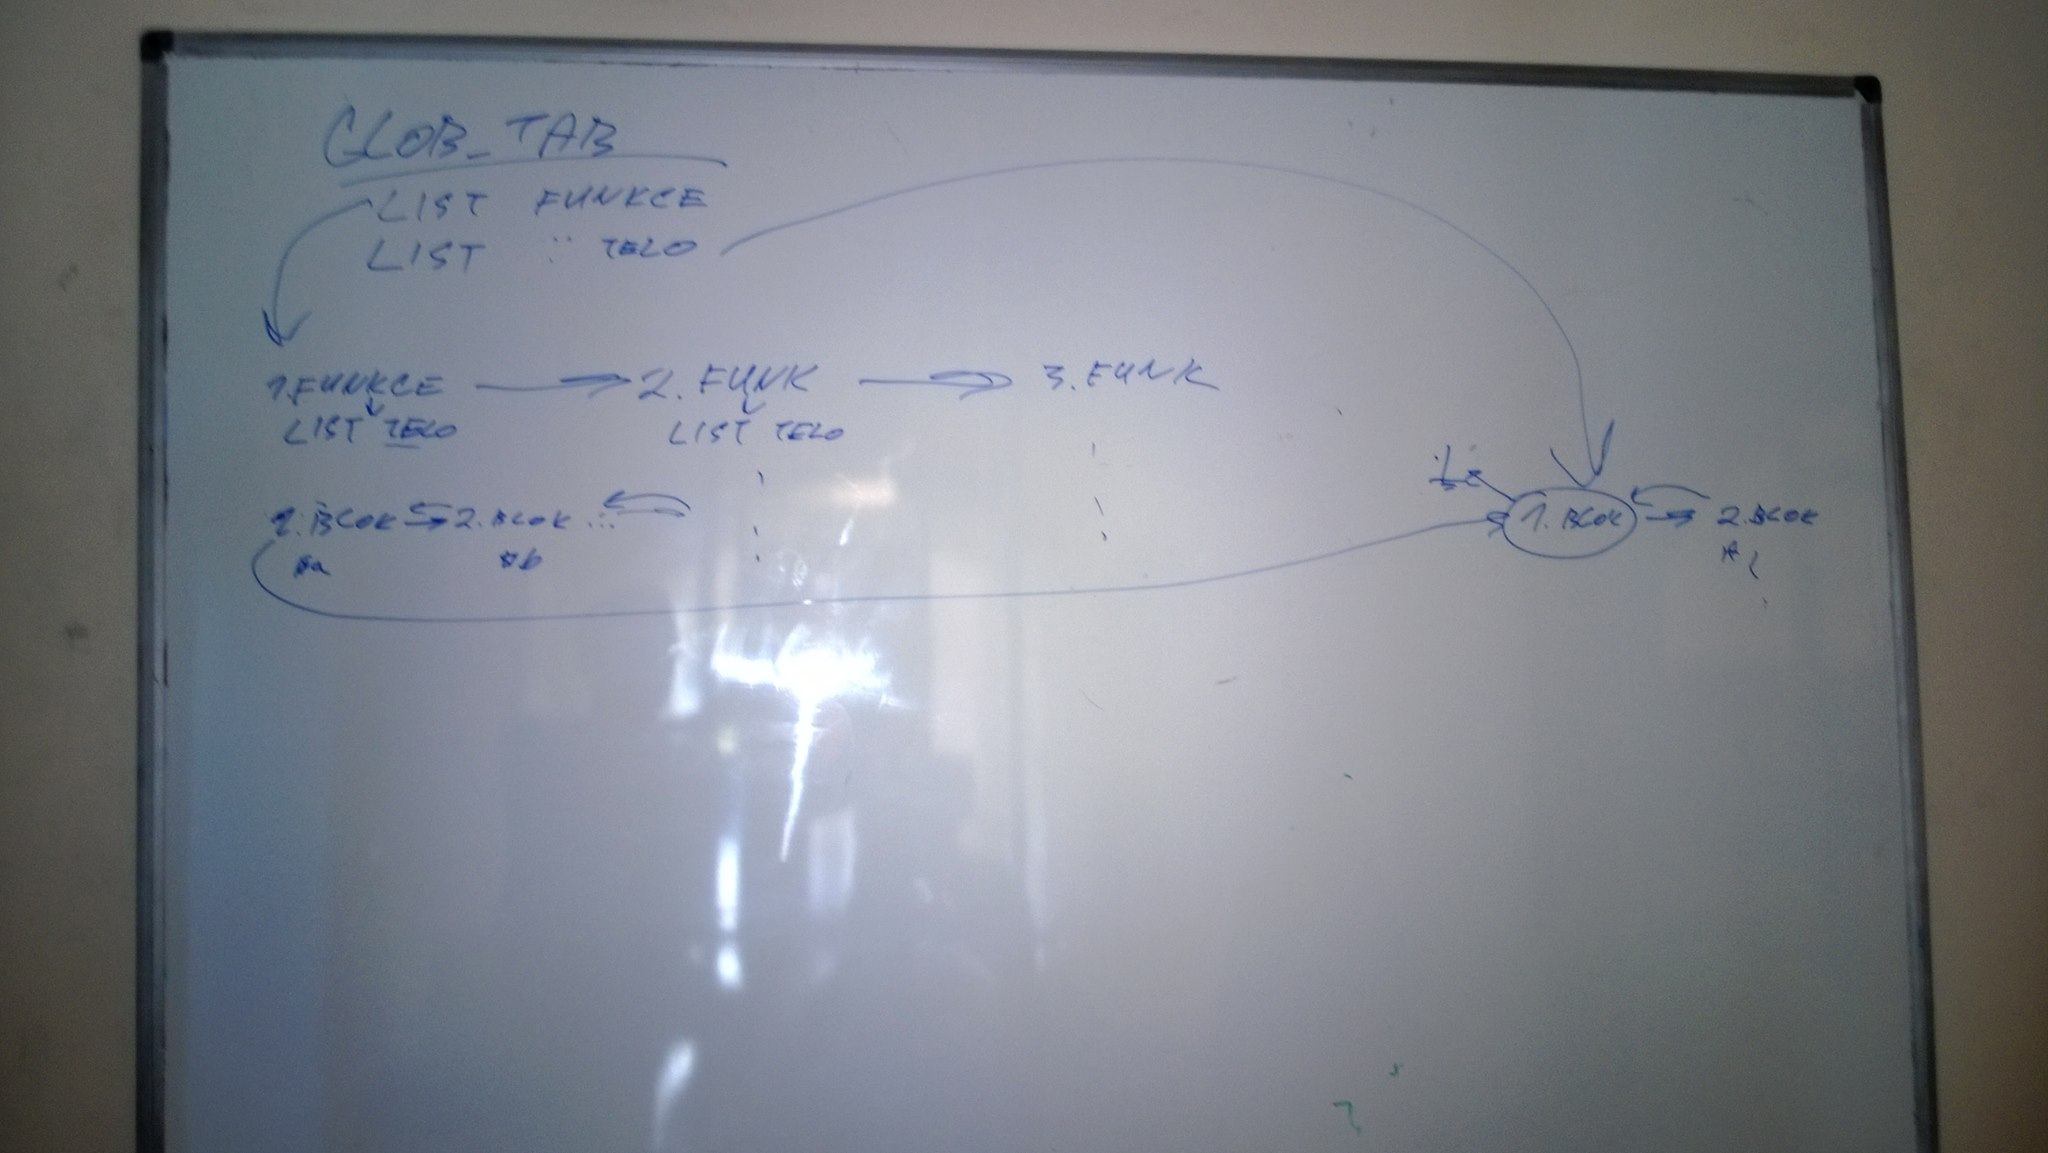 GLOB_TAB
LIST FUNKCE
LIST " TELO
1.FUNKCE 2. FUNK 3. FUNK
LIST TELO LIST TELO
1. BLOK 2. BLOK ... 1. BLOK 2. BLOK
*a *b